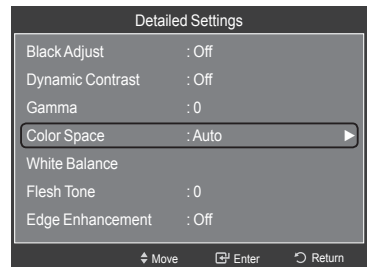 Detailed Settings
Black Adjust : Off
Dynamic Contrast : Off
Gamma : 0
Color Space : Auto
White Balance
Flesh Tone : 0
Edge Enhancement : Off
Move Enter Return